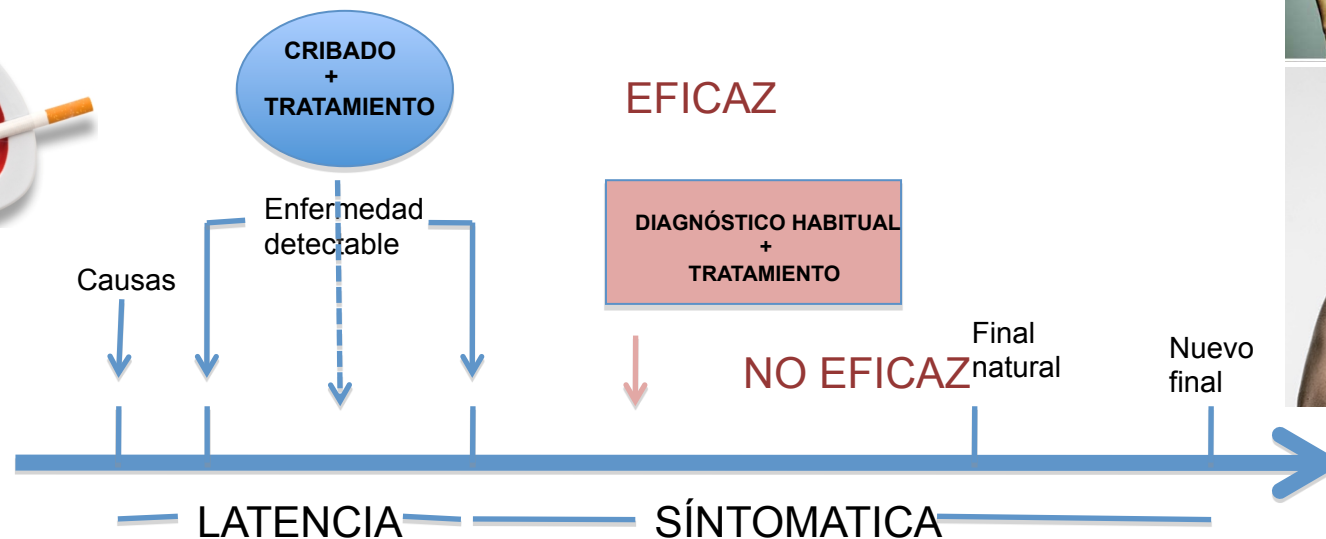 CRIBADO
+
TRATAMIENTO
EFICAZ
Enfermedad
detectable
DIAGNÓSTICO HABITUAL
+
TRATAMIENTO
Causas
Final
natural
Nuevo
final
NO EFICAZ
LATENCIA
SÍNTOMATICA